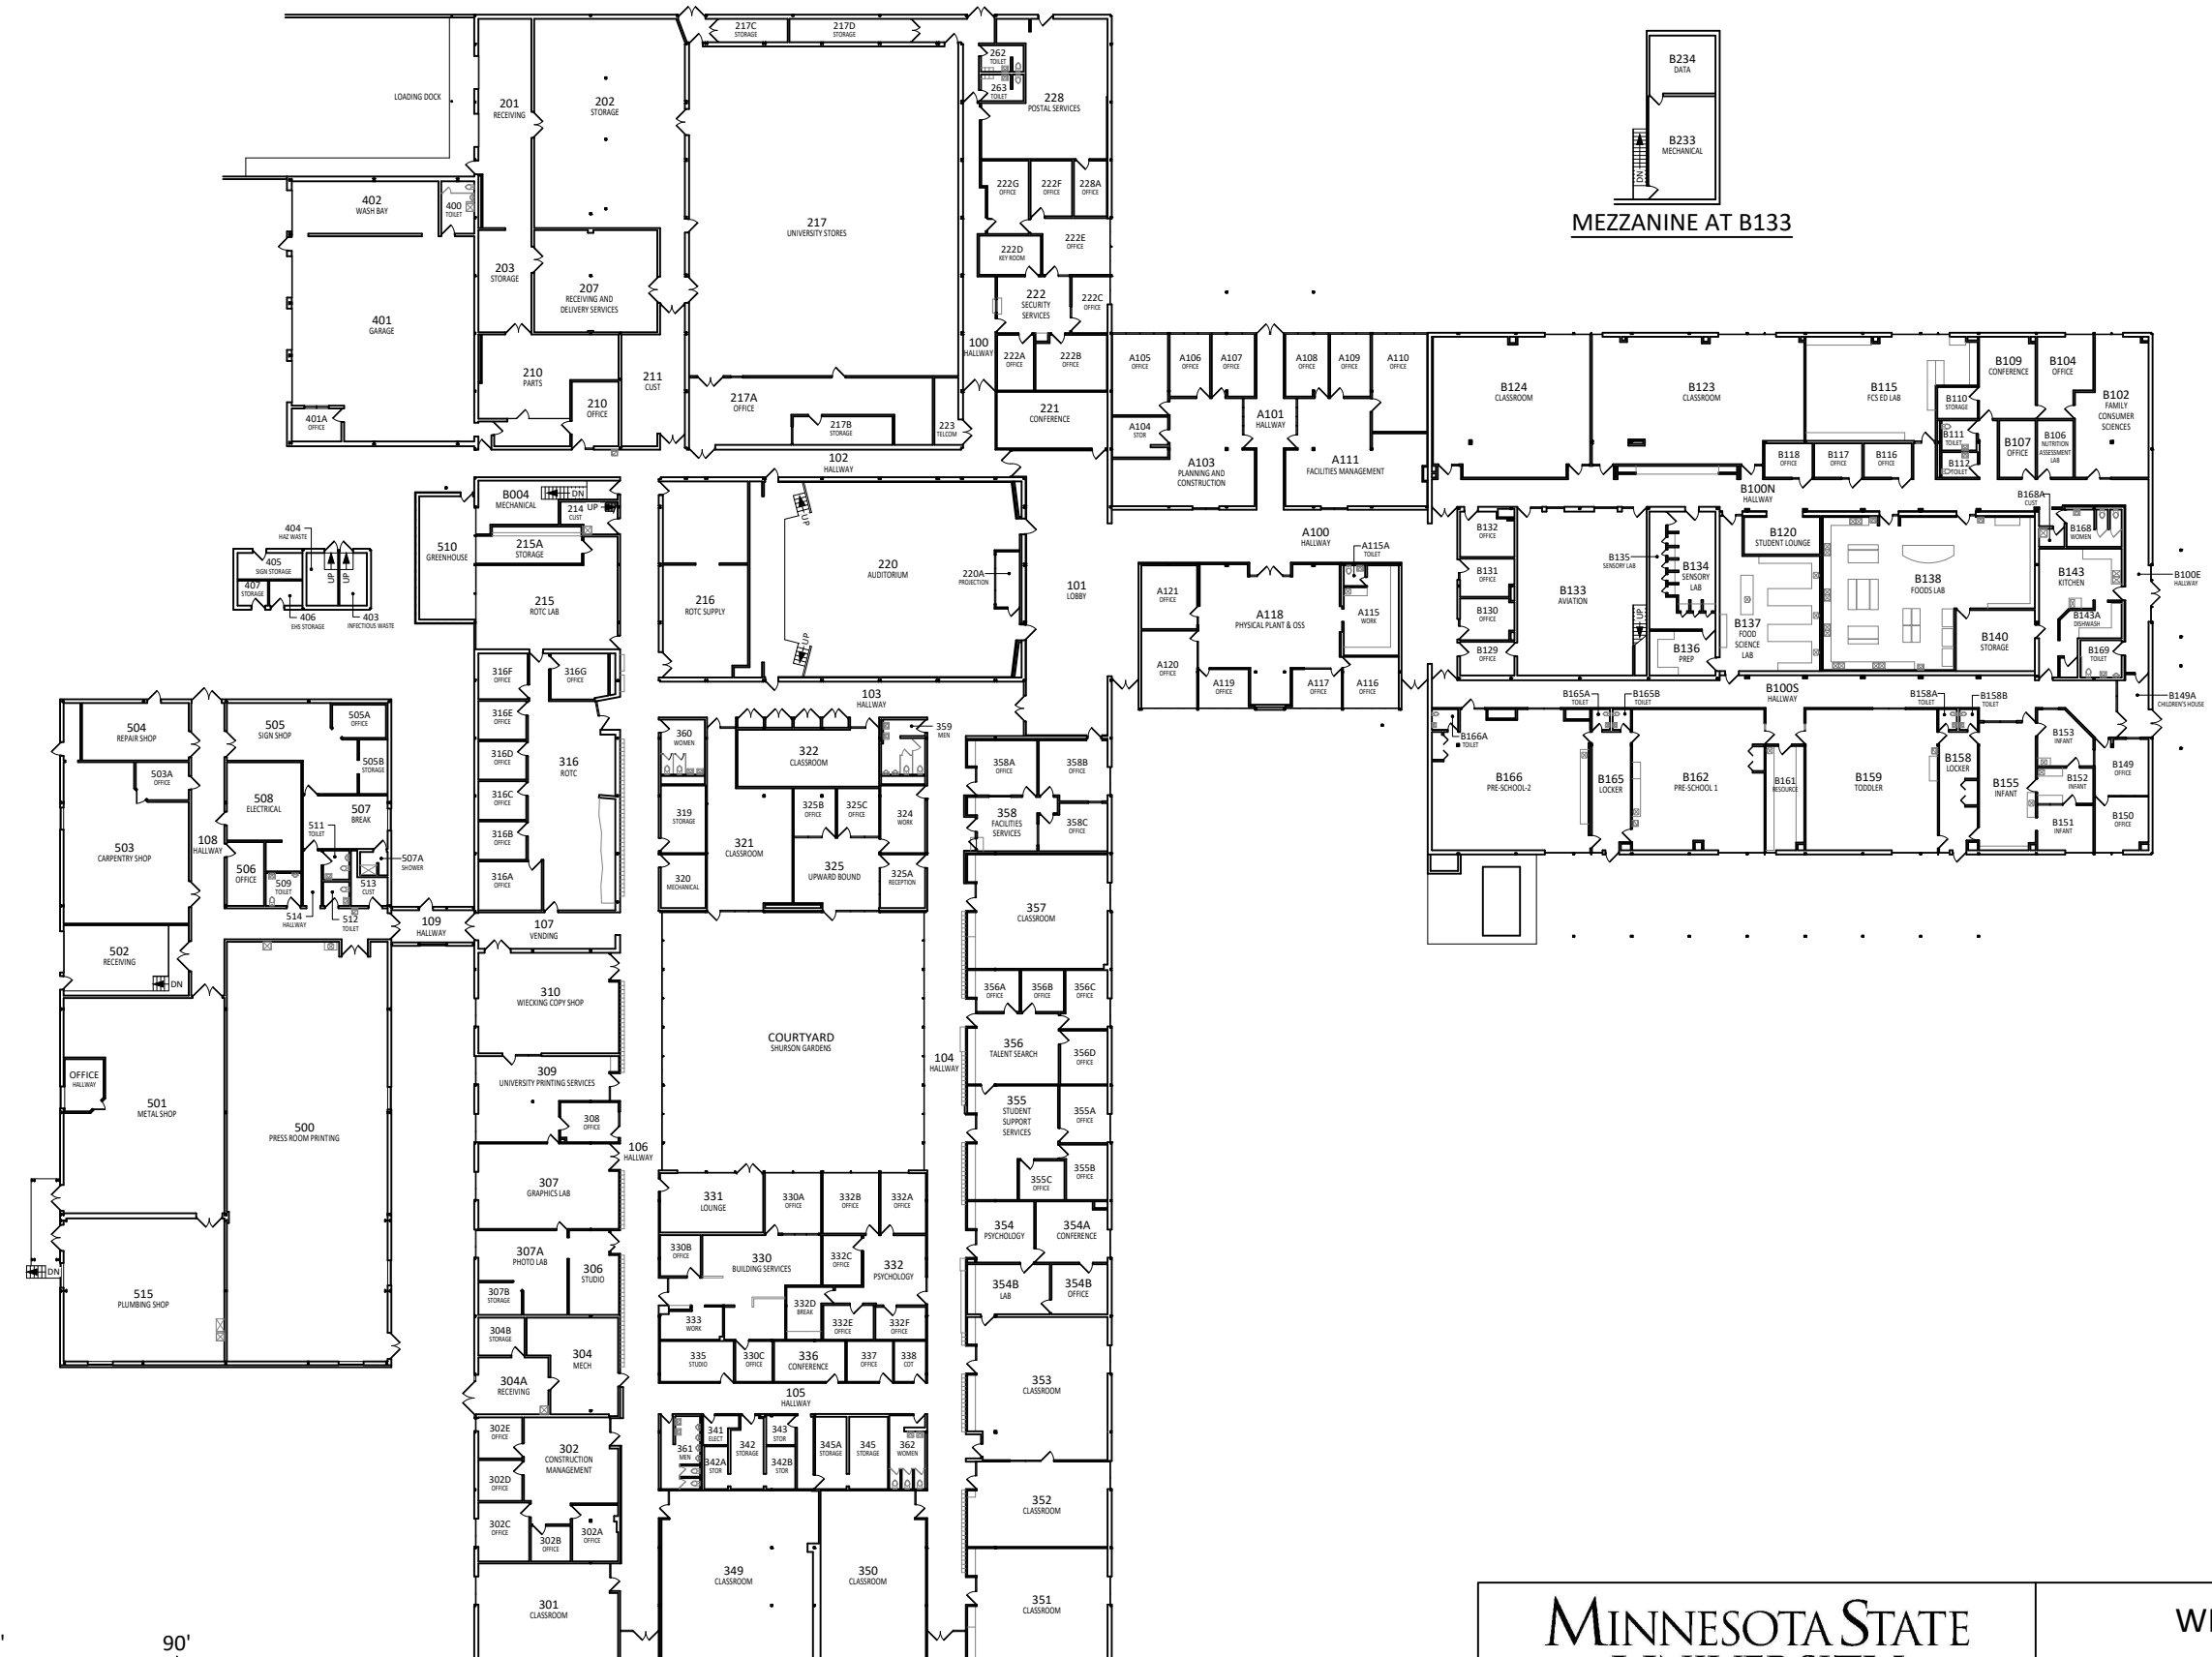 LOADING DOCK
201
RECEIVING
202
STORAGE
217C
STORAGE
217D
STORAGE
262
TOILET
263
TOILET
228
POSTAL SERVICES
B234
DATA
B233
MECHANICAL
DN
MEZZANINE AT B133
402
WASH BAY
400
TOILET
401
GARAGE
401A
OFFICE
203
STORAGE
207
RECEIVING AND
DELIVERY SERVICES
210
PARTS
210
OFFICE
211
CUST
217
UNIVERSITY STORES
217A
OFFICE
217B
STORAGE
223
TELCOM
100
HALLWAY
222G
OFFICE
222F
OFFICE
228A
OFFICE
222E
OFFICE
222D
KEY ROOM
222
SECURITY
SERVICES
222C
OFFICE
222A
OFFICE
222B
OFFICE
221
CONFERENCE
102
HALLWAY
A105
OFFICE
A106
OFFICE
A107
OFFICE
A108
OFFICE
A109
OFFICE
A110
OFFICE
A101
HALLWAY
A104
STOR
A103
PLANNING AND
CONSTRUCTION
A111
FACILITIES MANAGEMENT
B124
CLASSROOM
B123
CLASSROOM
B115
FCS ED LAB
B109
CONFERENCE
B104
OFFICE
B102
FAMILY
CONSUMER
SCIENCES
B110
STORAGE
B111
TOILET
B112
TOILET
B107
OFFICE
B106
NUTRITION
ASSESSMENT
LAB
B118
OFFICE
B117
OFFICE
B116
OFFICE
B100N
HALLWAY
B168A
CUST
B168
WOMEN
B004
MECHANICAL
DN
214
CUST
UP
215A
STORAGE
215
ROTC LAB
510
GREENHOUSE
404
HAZ WASTE
405
SIGN STORAGE
407
STORAGE
406
EHS STORAGE
UP
UP
403
INFECTIOUS WASTE
216
ROTC SUPPLY
UP
220
AUDITORIUM
UP
220A
PROJECTION
101
LOBBY
A100
HALLWAY
A115A
TOILET
A121
OFFICE
A118
PHYSICAL PLANT & OSS
A115
WORK
A120
OFFICE
A119
OFFICE
A117
OFFICE
A116
OFFICE
B132
OFFICE
B131
OFFICE
B130
OFFICE
B129
OFFICE
B133
AVIATION
UP
B135
SENSORY LAB
B134
SENSORY
LAB
B136
PREP
B120
STUDENT LOUNGE
B137
FOOD
SCIENCE
LAB
B138
FOODS LAB
B140
STORAGE
B143
KITCHEN
B143A
DISHWASH
B169
TOILET
B100E
HALLWAY
B149A
CHILDREN'S HOUSE
B100S
HALLWAY
B165A
TOILET
B165B
TOILET
B158A
TOILET
B158B
TOILET
B166A
TOILET
B166
PRE-SCHOOL-2
B165
LOCKER
B162
PRE-SCHOOL 1
B161
RESOURCE
B159
TODDLER
B158
LOCKER
B155
INFANT
B153
INFANT
B152
INFANT
B151
INFANT
B149
OFFICE
B150
OFFICE
103
HALLWAY
316F
OFFICE
316G
OFFICE
316E
OFFICE
316D
OFFICE
316
ROTC
316C
OFFICE
316B
OFFICE
316A
OFFICE
107
VENDING
109
HALLWAY
504
REPAIR SHOP
505
SIGN SHOP
505A
OFFICE
505B
STORAGE
503A
OFFICE
503
CARPENTRY SHOP
108
HALLWAY
508
ELECTRICAL
507
BREAK
511
TOILET
507A
SHOWER
506
OFFICE
509
TOILET
513
CUST
514
HALLWAY
512
TOILET
502
RECEIVING
DN
OFFICE
HALLWAY
501
METAL SHOP
500
PRESS ROOM PRINTING
515
PLUMBING SHOP
DN
360
WOMEN
322
CLASSROOM
359
MEN
319
STORAGE
325B
OFFICE
325C
OFFICE
324
WORK
321
CLASSROOM
325
UPWARD BOUND
320
MECHANICAL
325A
RECEPTION
358A
OFFICE
358B
OFFICE
358
FACILITIES
SERVICES
358C
OFFICE
357
CLASSROOM
356A
OFFICE
356B
OFFICE
356C
OFFICE
356
TALENT SEARCH
356D
OFFICE
355
STUDENT
SUPPORT
SERVICES
355A
OFFICE
355B
OFFICE
355C
OFFICE
354
PSYCHOLOGY
354A
CONFERENCE
354B
LAB
354B
OFFICE
353
CLASSROOM
352
CLASSROOM
351
CLASSROOM
COURTYARD
SHURSON GARDENS
104
HALLWAY
106
HALLWAY
310
WIECKING COPY SHOP
309
UNIVERSITY PRINTING SERVICES
308
OFFICE
307
GRAPHICS LAB
307A
PHOTO LAB
306
STUDIO
307B
STORAGE
304B
STORAGE
304
MECH
304A
RECEIVING
302E
OFFICE
302
CONSTRUCTION
MANAGEMENT
302D
OFFICE
302C
OFFICE
302B
OFFICE
302A
OFFICE
301
CLASSROOM
331
LOUNGE
330A
OFFICE
332B
OFFICE
332A
OFFICE
330B
OFFICE
330
BUILDING SERVICES
332C
OFFICE
332
PSYCHOLOGY
332D
BREAK
333
WORK
332E
OFFICE
332F
OFFICE
335
STUDIO
330C
OFFICE
336
CONFERENCE
337
OFFICE
338
COT
105
HALLWAY
361
MEN
341
ELECT
342
STORAGE
343
STOR
342A
STOR
342B
STOR
345A
STORAGE
345
STORAGE
362
WOMEN
349
CLASSROOM
350
CLASSROOM
90'
MINNESOTA STATE